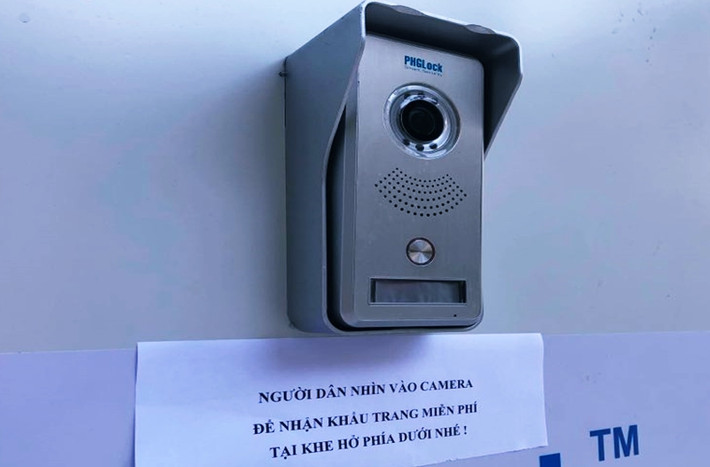 PHGLock
NGƯỜI DÂN NHÌN VÀO CAMERA
ĐỂ NHẬN KHẨU TRANG MIỄN PHÍ
TẠI KHE HỞ PHÍA DƯỚI NHÉ !
TM